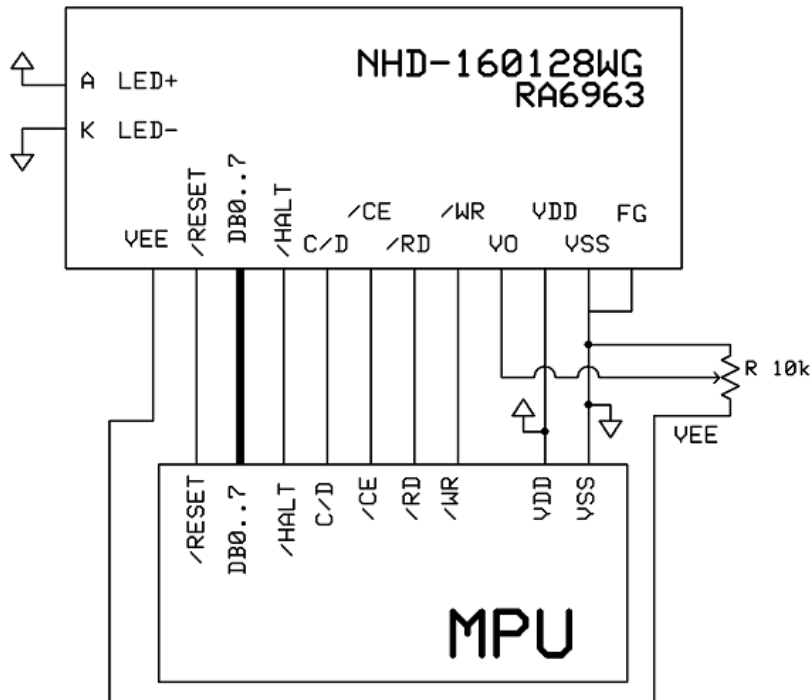 NHD-160128WG
RA6963
A LED+
K LED-
VEE
/RESET
DB0..7
/HALT
C/D
/CE
/RD
/WR
VO
VDD
VSS
FG
R 10k
VEE
/RESET
DB0..7
/HALT
C/D
/CE
/RD
/WR
VDD
VSS
MPU